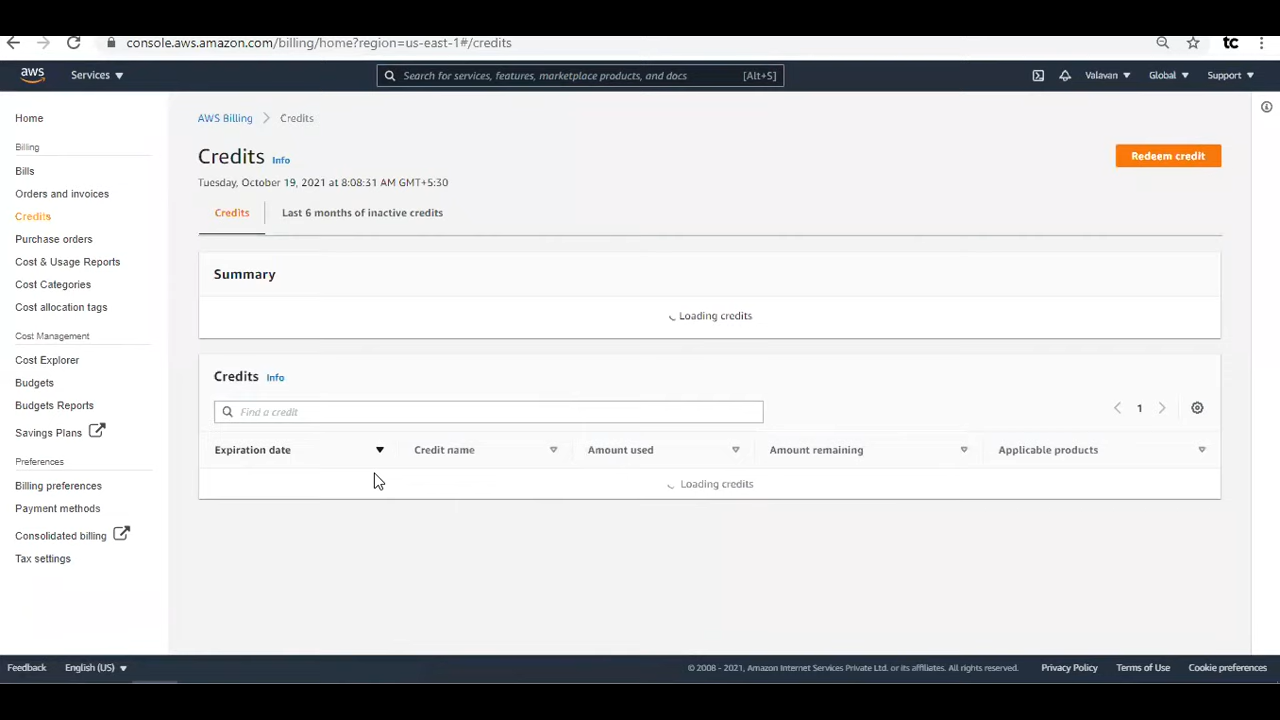 console.aws.amazon.com/billing/home?region=us-east-1#/credits
tc
aws
Services
Search for services, features, marketplace products, and docs
[Alt+S]
Valavan
Global
Support
Home
Billing
Bills
Orders and invoices
Credits
Purchase orders
Cost & Usage Reports
Cost Categories
Cost allocation tags
Cost Management
Cost Explorer
Budgets
Budgets Reports
Savings Plans
Preferences
Billing preferences
Payment methods
Consolidated billing
Tax settings
AWS Billing
Credits
Credits Info
Redeem credit
Tuesday, October 19, 2021 at 8:08:31 AM GMT+5:30
Credits
Last 6 months of inactive credits
Summary
Loading credits
Credits Info
Find a credit
1
Expiration date
Credit name
Amount used
Amount remaining
Applicable products
Loading credits
Feedback
English (US)
© 2008 - 2021, Amazon Internet Services Private Ltd. or its affiliates. All rights reserved.
Privacy Policy
Terms of Use
Cookie preferences